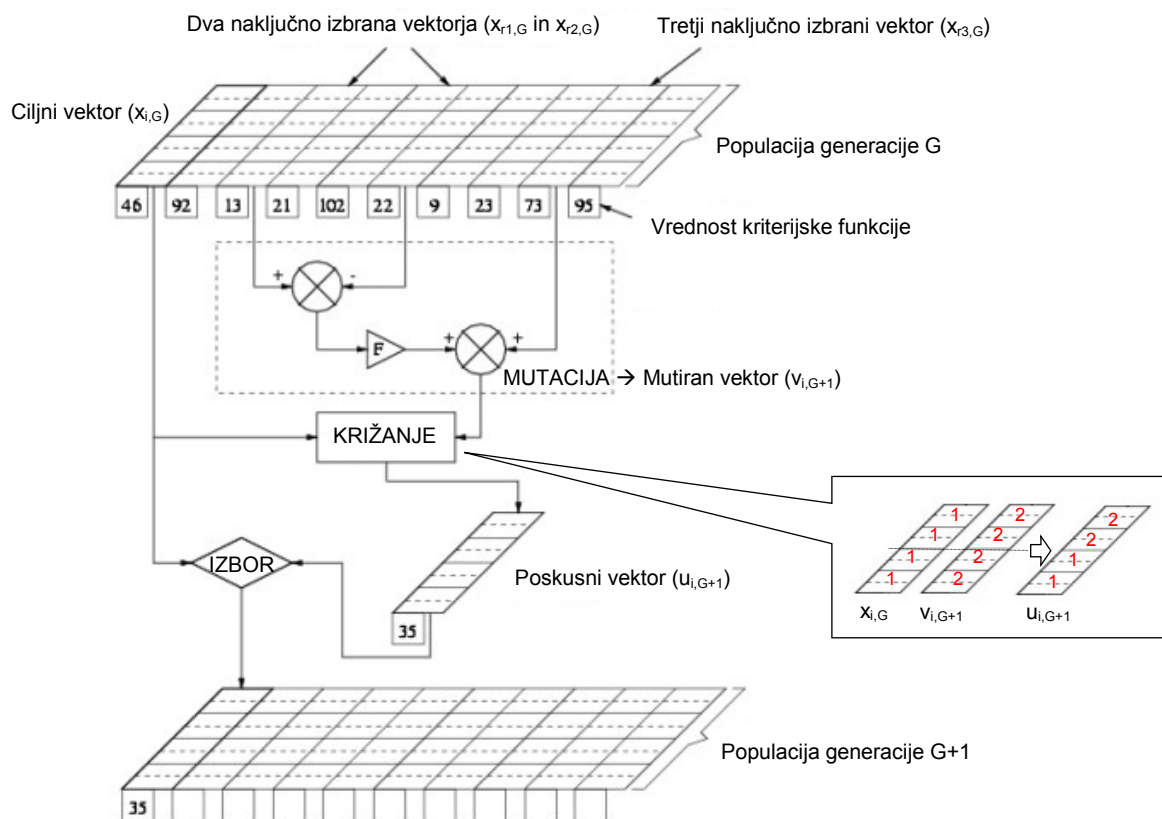 Dva naključno izbrana vektorja (xr1,G in xr2,G)
Tretji naključno izbrani vektor (xr3,G)
Ciljni vektor (xi,G)
Populacija generacije G
46 92 13 21 102 22 9 23 73 95
Vrednost kriterijske funkcije
+ -
F + +
MUTACIJA → Mutiran vektor (vi,G+1)
KRIŽANJE
1 2 2
1 2 2
1 2 1
1 2 1
xi,G vi,G+1 ui,G+1
IZBOR
Poskusni vektor (ui,G+1)
35
Populacija generacije G+1
35